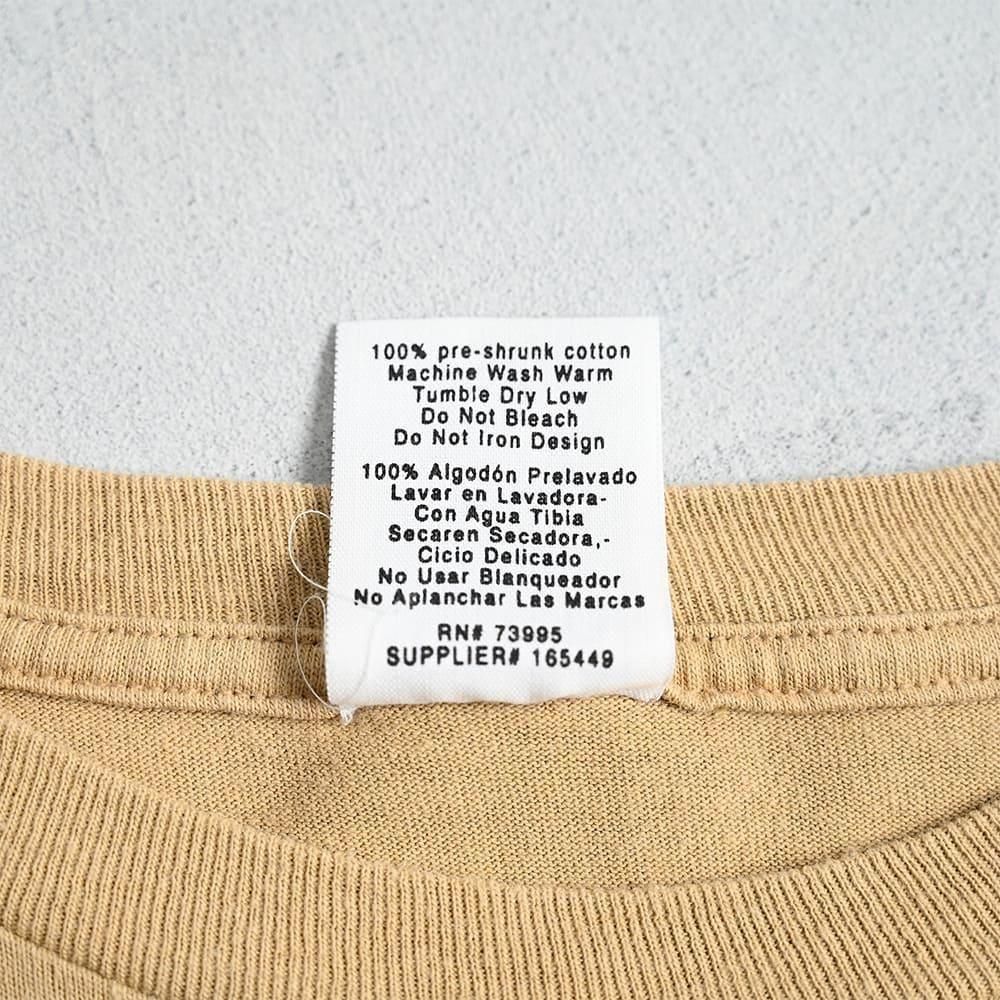 100% pre-shrunk cotton
Machine Wash Warm
Tumble Dry Low
Do Not Bleach
Do Not Iron Design
100% Algodón Prelavado
Lavar en Lavadora-
Con Agua Tibia
Secaren Secadora,-
Cicio Delicado
No Usar Blanqueador
No Aplanchar Las Marcas
RN# 73995
SUPPLIER# 165449